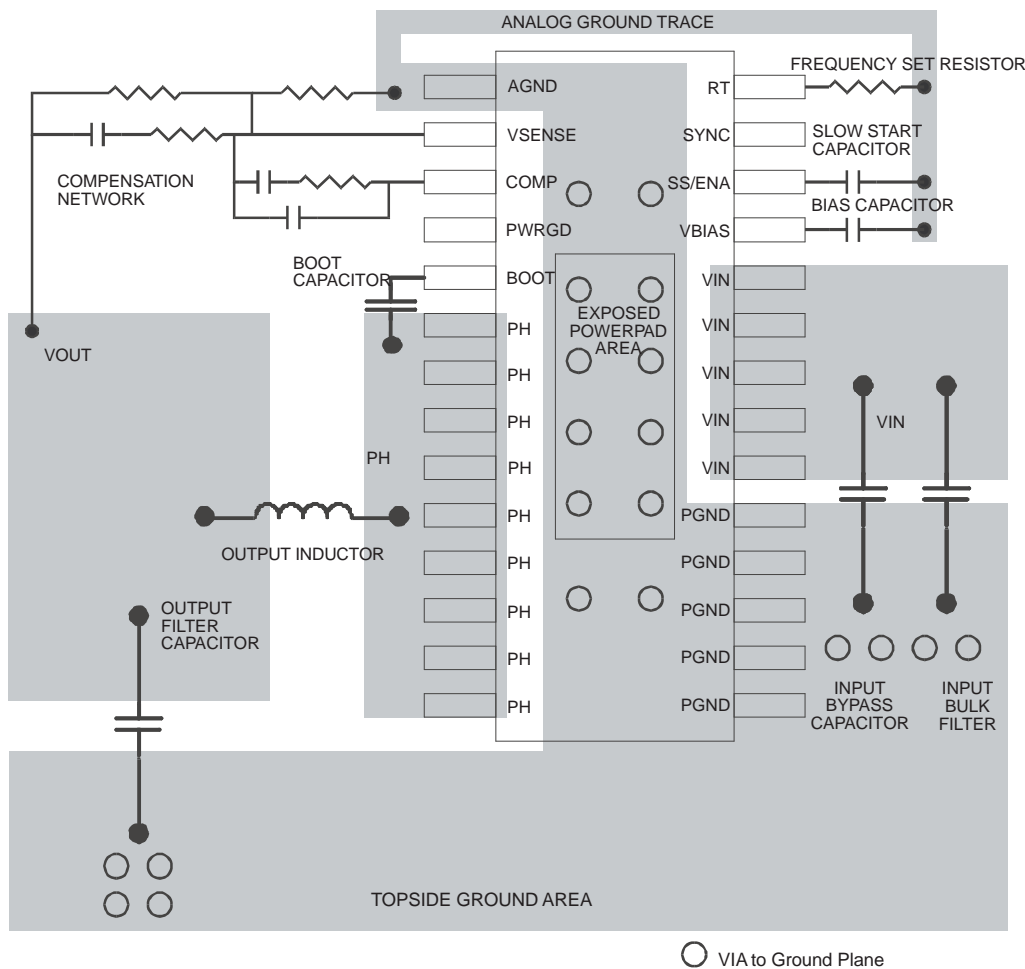 ANALOG GROUND TRACE
FREQUENCY SET RESISTOR
AGND
RT
VSENSE
SYNC
SLOW START
CAPACITOR
COMPENSATION
NETWORK
COMP
SS/ENA
BIAS CAPACITOR
PWRGD
VBIAS
BOOT
CAPACITOR
BOOT
VIN
EXPOSED
POWERPAD
AREA
PH
VIN
VOUT
PH
VIN
PH
VIN
VIN
PH
PH
VIN
PH
PGND
OUTPUT INDUCTOR
PH
PGND
OUTPUT
FILTER
CAPACITOR
PH
PGND
PH
PGND
PH
PGND
INPUT
BYPASS
CAPACITOR
INPUT
BULK
FILTER
TOPSIDE GROUND AREA
VIA to Ground Plane